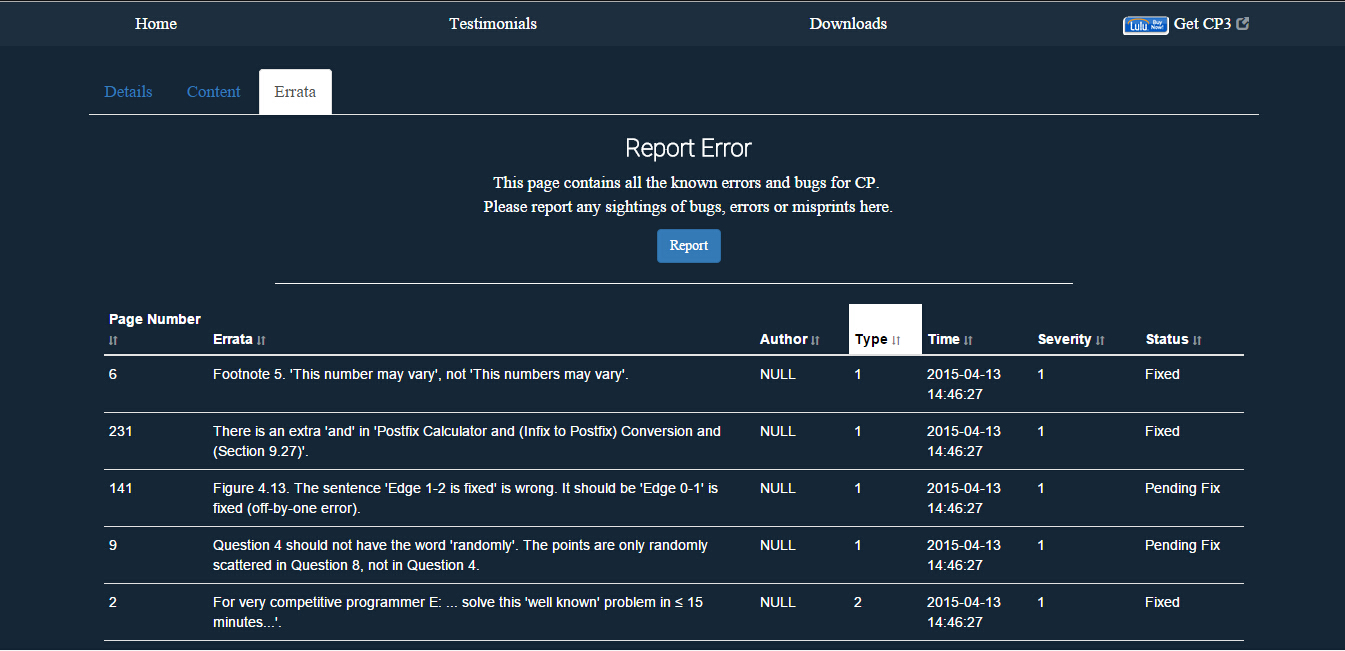 Home Testimonials Downloads Lulu Buy Now! Get CP3
Details Content Errata
Report Error
This page contains all the known errors and bugs for CP.
Please report any sightings of bugs, errors or misprints here.
Report
Page Number
Errata Author Type Time Severity Status
6 Footnote 5. 'This number may vary', not 'This numbers may vary'. NULL 1 2015-04-13 1 Fixed
14:46:27
231 There is an extra 'and' in 'Postfix Calculator and (Infix to Postfix) Conversion and NULL 1 2015-04-13 1 Fixed
(Section 9.27)'. 14:46:27
141 Figure 4.13. The sentence 'Edge 1-2 is fixed' is wrong. It should be 'Edge 0-1' is NULL 1 2015-04-13 1 Pending Fix
fixed (off-by-one error). 14:46:27
9 Question 4 should not have the word 'randomly'. The points are only randomly NULL 1 2015-04-13 1 Pending Fix
scattered in Question 8, not in Question 4. 14:46:27
2 For very competitive programmer E: ... solve this 'well known' problem in ≤ 15 NULL 2 2015-04-13 1 Fixed
minutes...'. 14:46:27